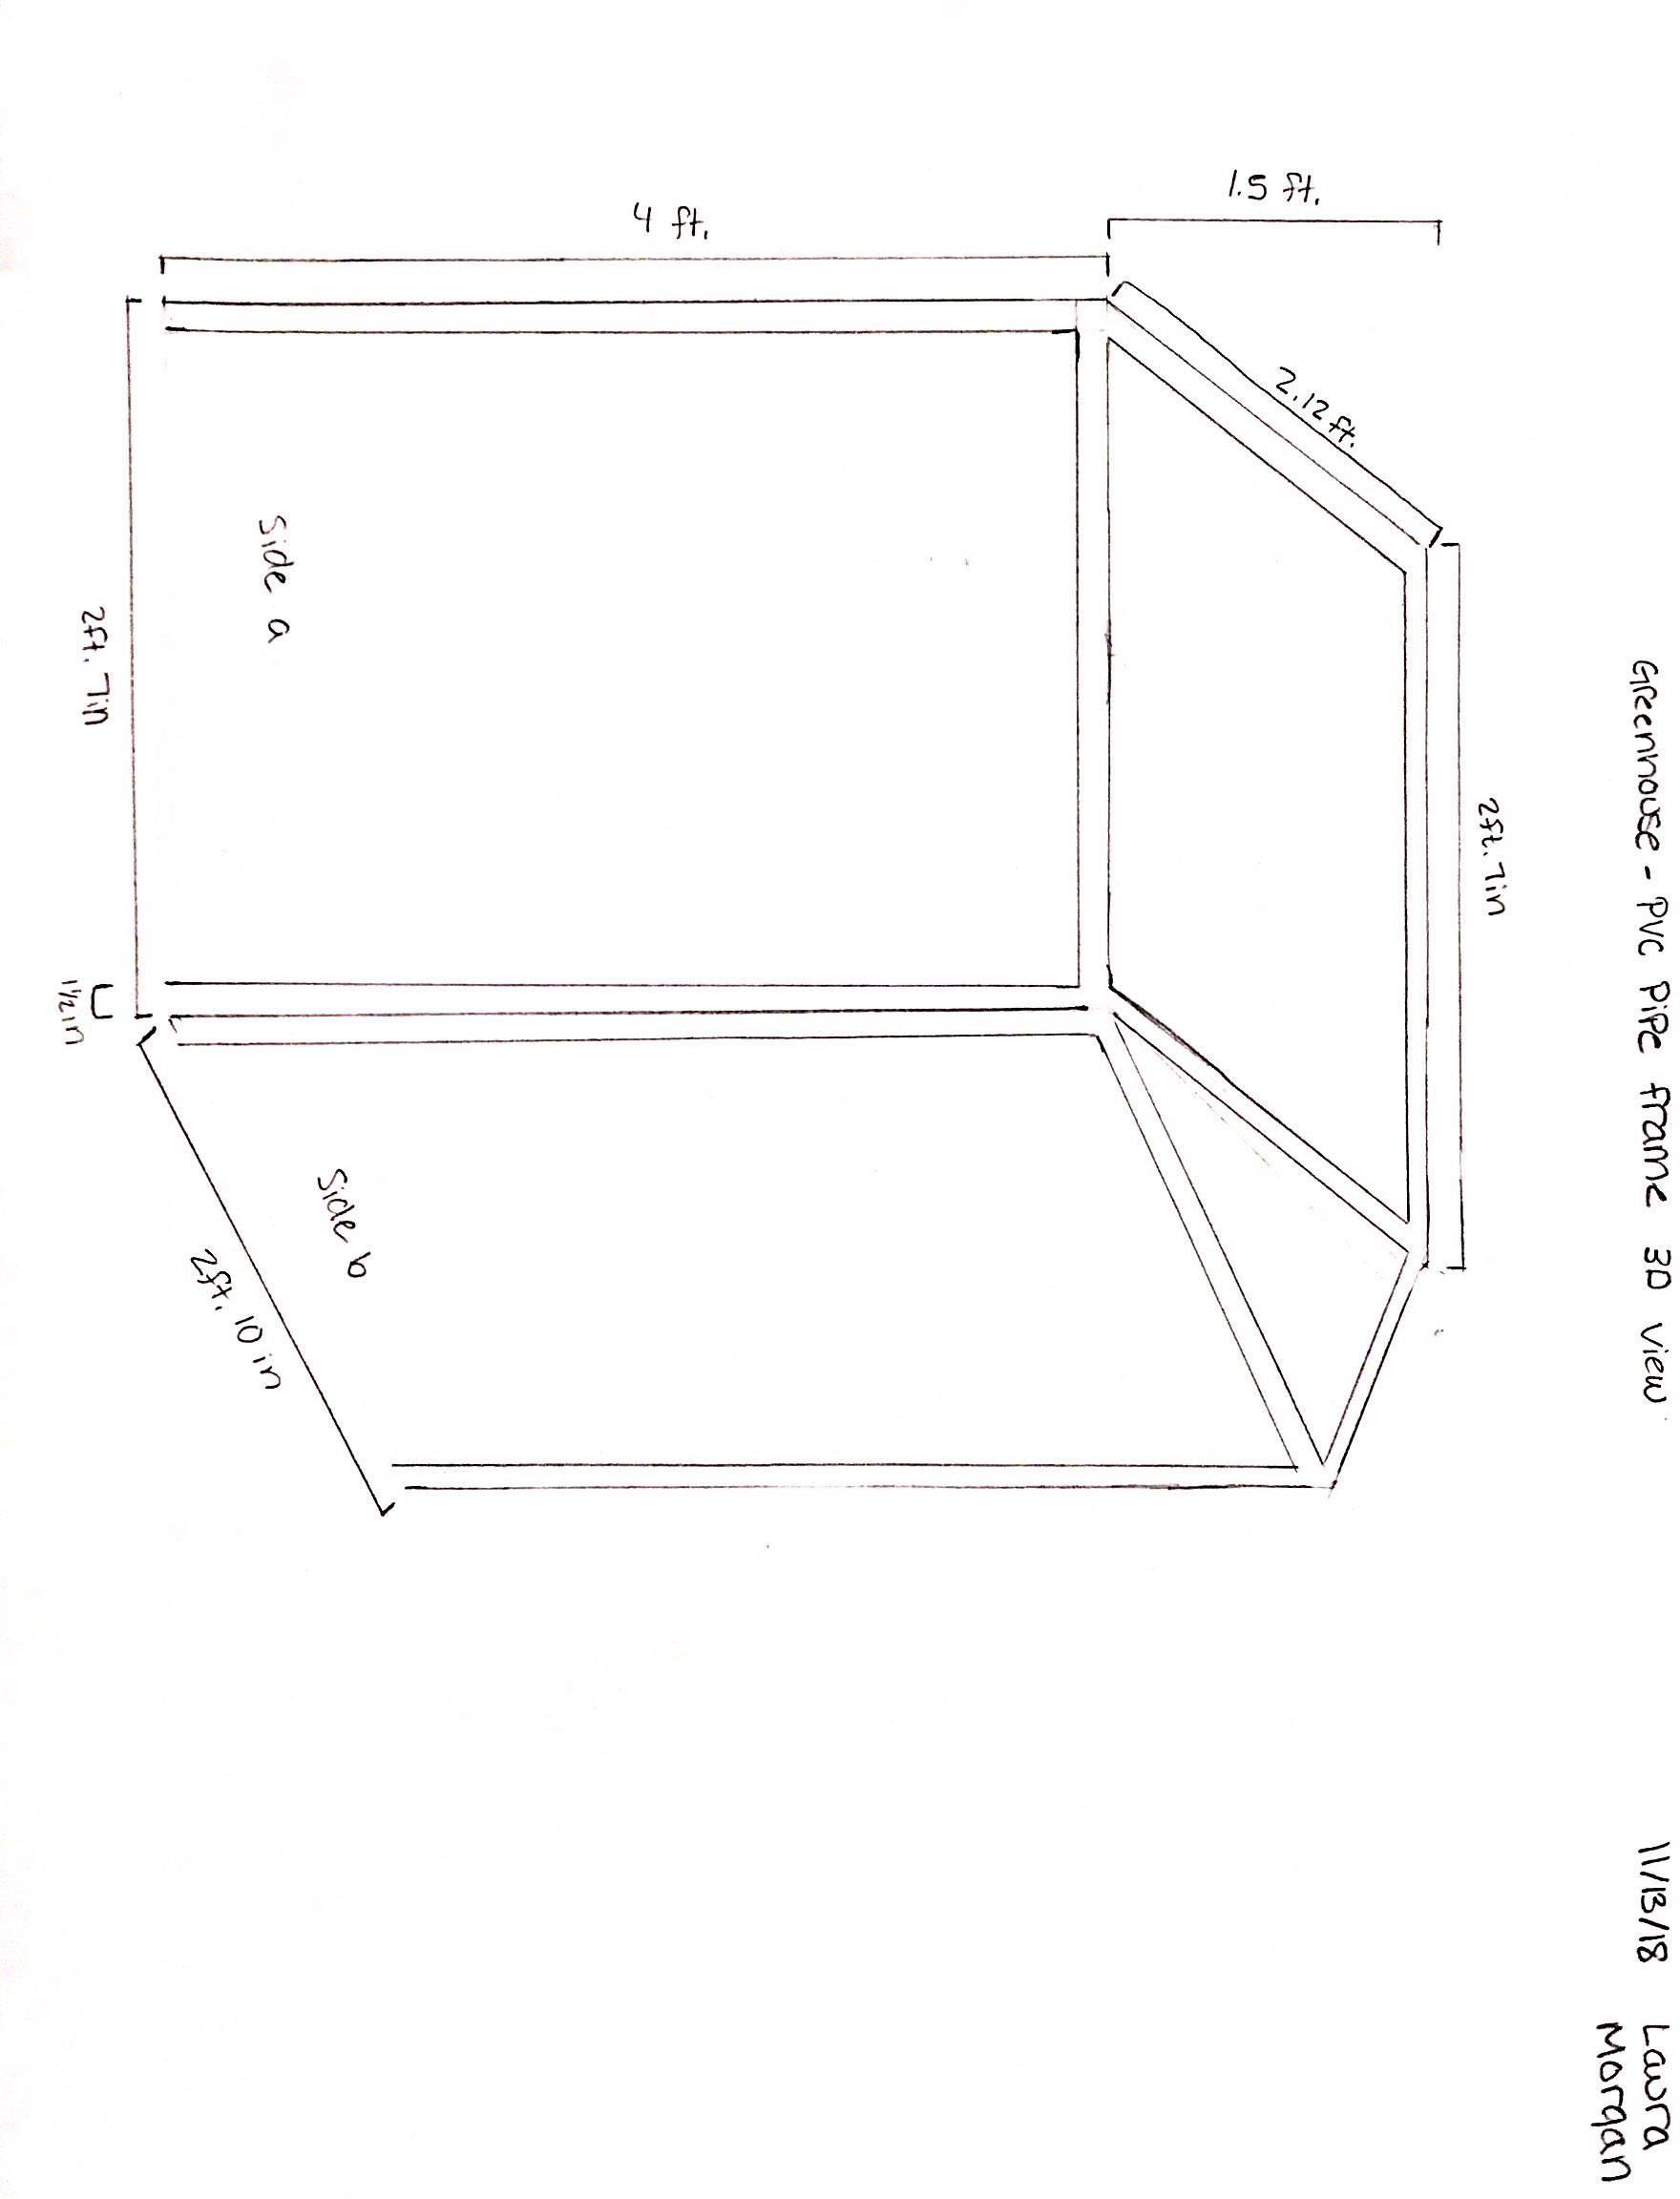 Greenhouse - PVC Pipe frame 3D view
11/13/18
Laura
Morgan
1.5 ft.
2.12 ft.
2ft. 7in
4 ft.
Side a
Side b
2ft. 7in
1½ in
2ft. 10 in